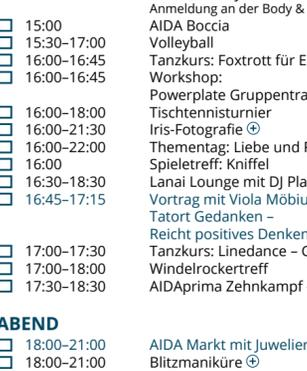 Anmeldung an der Body &
15:00 AIDA Boccia
15:30–17:00 Volleyball
16:00–16:45 Tanzkurs: Foxtrott für
16:00–16:45 Workshop:
Powerplate
16:00–18:00 Tischtennisturnier
16:00–21:30 Iris-Fotografie ⊕
16:00–22:00 Thementag: Liebe und
16:00 Spieletreff: Kniffel
16:30–18:30 Lanai Lounge mit DJ
16:45–17:15 Vortrag mit Viola
Tatort Gedanken –
Reicht positives
17:00–17:30 Tanzkurs: Linedance –
17:00–18:00 Windelrockertreff
17:30–18:30 AIDAprima Zehnkampf
ABEND
18:00–21:00 AIDA Markt mit
18:00–21:00 Blitzmaniküre ⊕